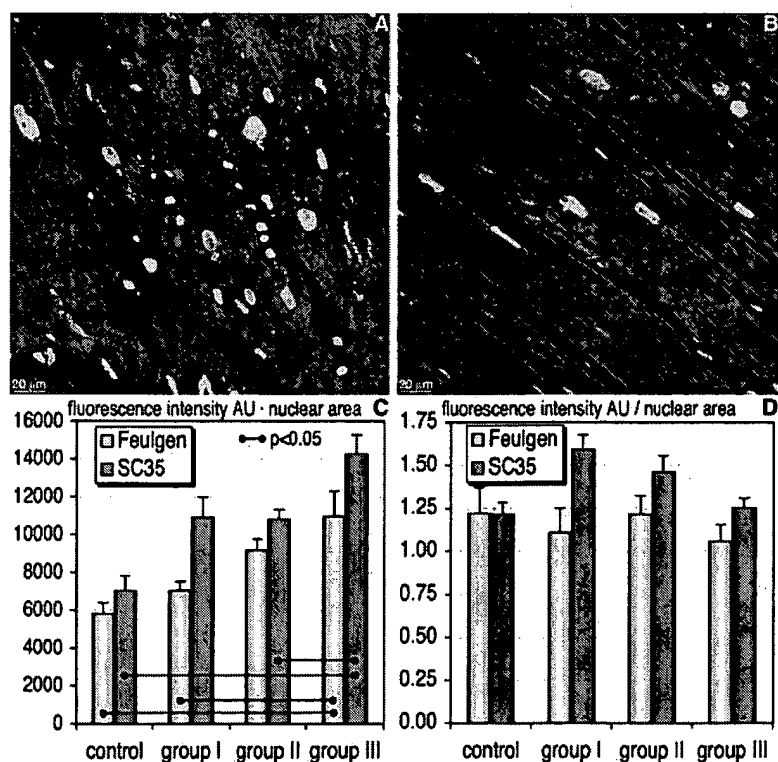 A
B
20 µm
20 µm
fluorescence intensity AU · nuclear area C
16000
14000
12000
10000
8000
6000
4000
2000
0
Feulgen
SC35
p<0.05
control group I group II group III
fluorescence intensity AU / nuclear area D
1.75
1.50
1.25
1.00
0.75
0.50
0.25
0.00
Feulgen
SC35
control group I group II group III